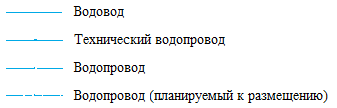 Водовод
Технический водопровод
Водопровод
Водопровод (планируемый к размещению)